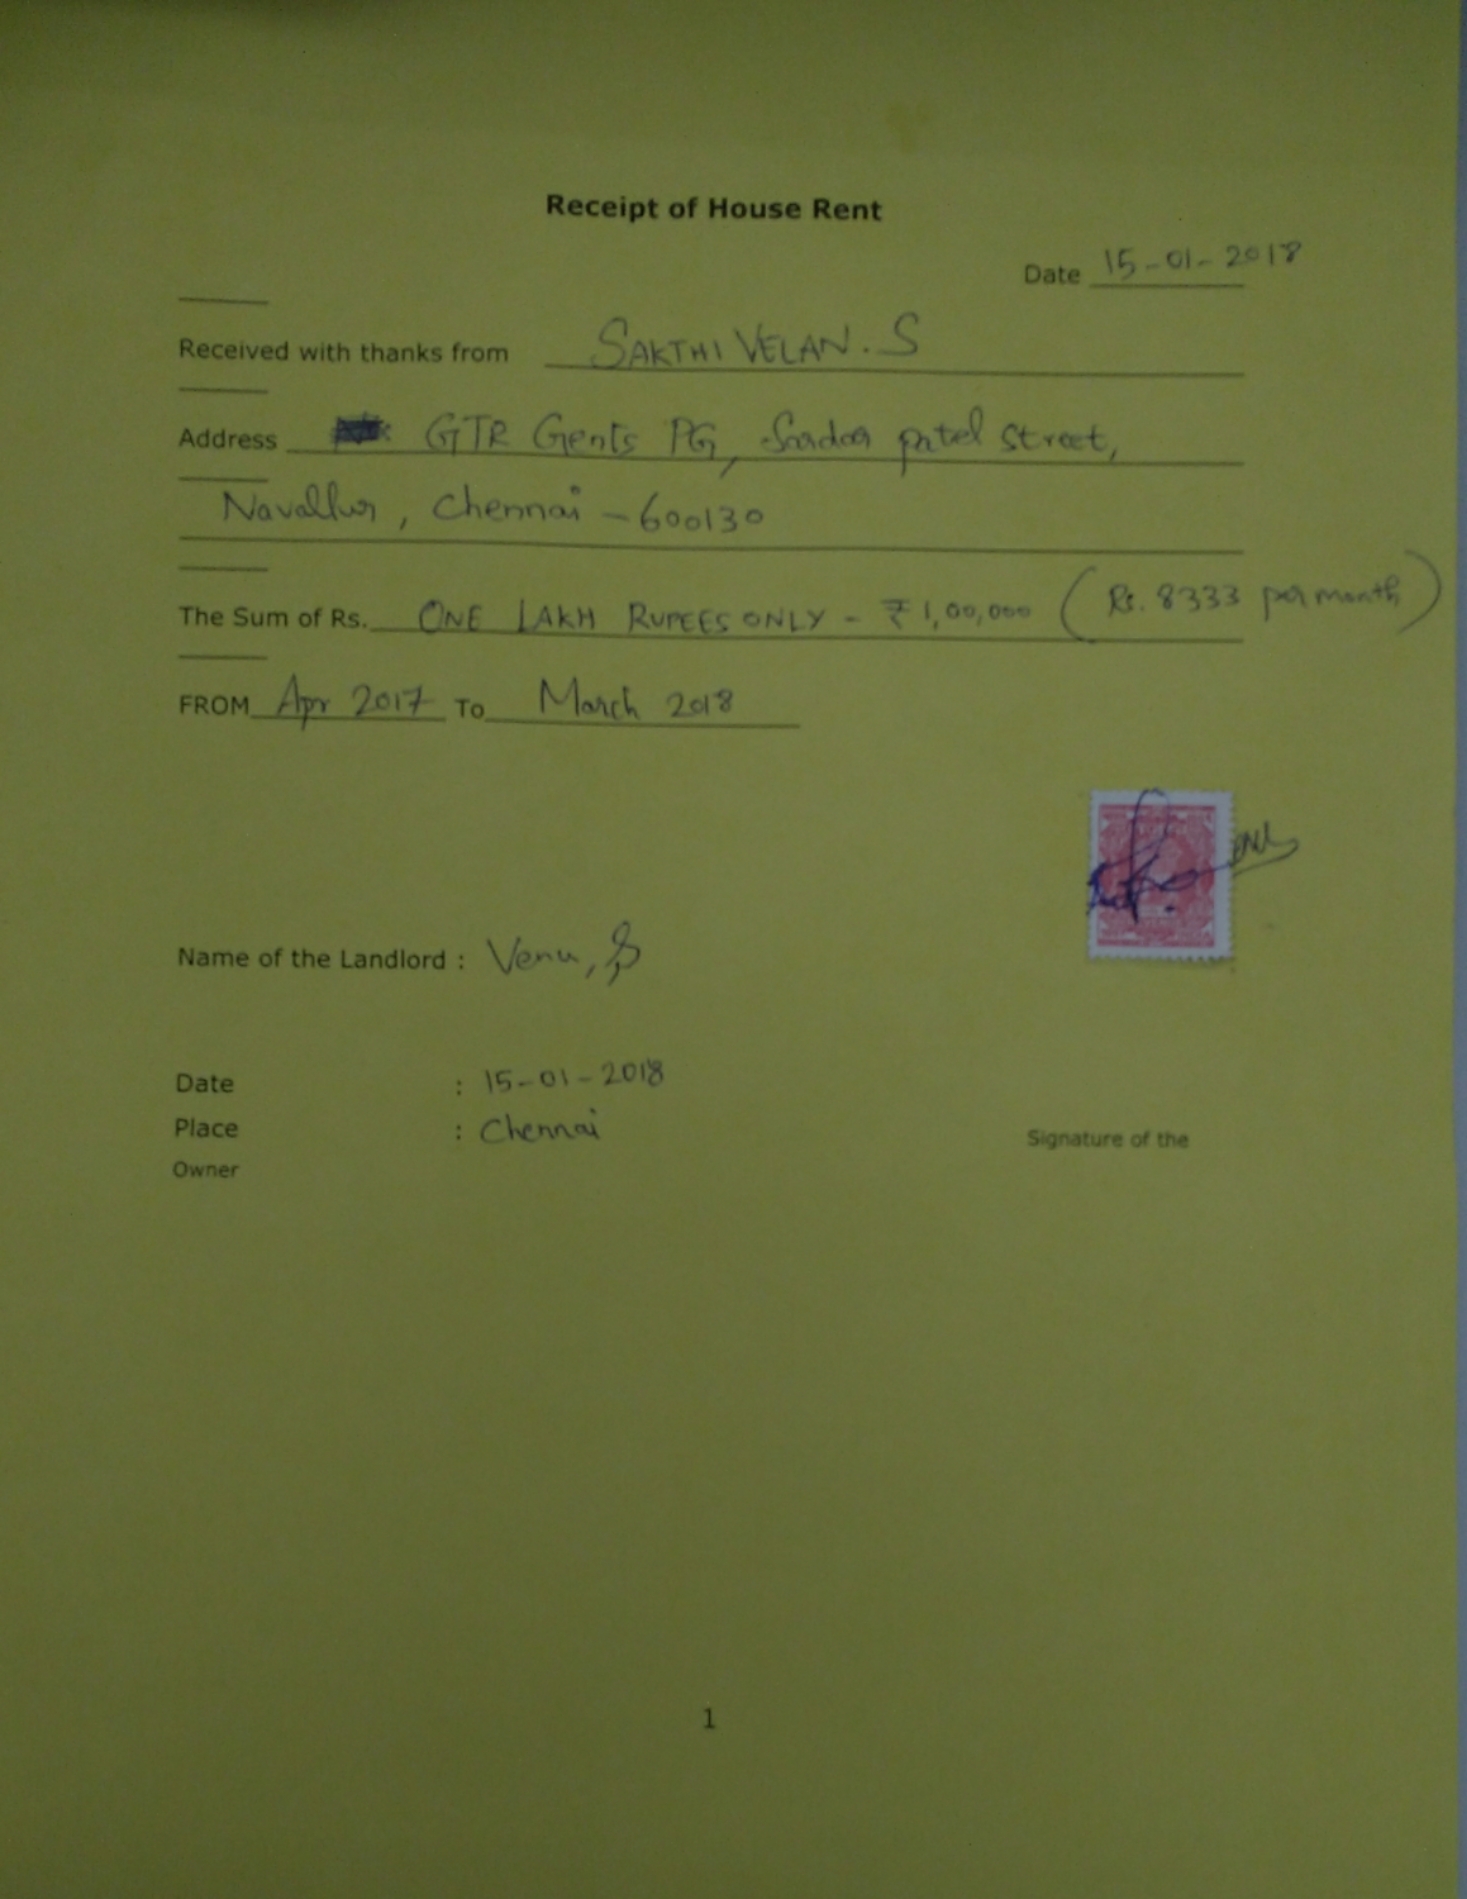 Receipt of House Rent
Date 15-01-2018
Received with thanks from SAKTHI VELAN. S
Address GTR Gents PG, Sardar patel Street,
Navallur, Chennai - 600130
The Sum of Rs. ONE LAKH RUPEES ONLY - ₹ 1,00,000 (Rs. 8333 per month)
FROM Apr 2017 To March 2018
Name of the Landlord : Venu,
Date : 15-01-2018
Place : Chennai Signature of the
Owner
1